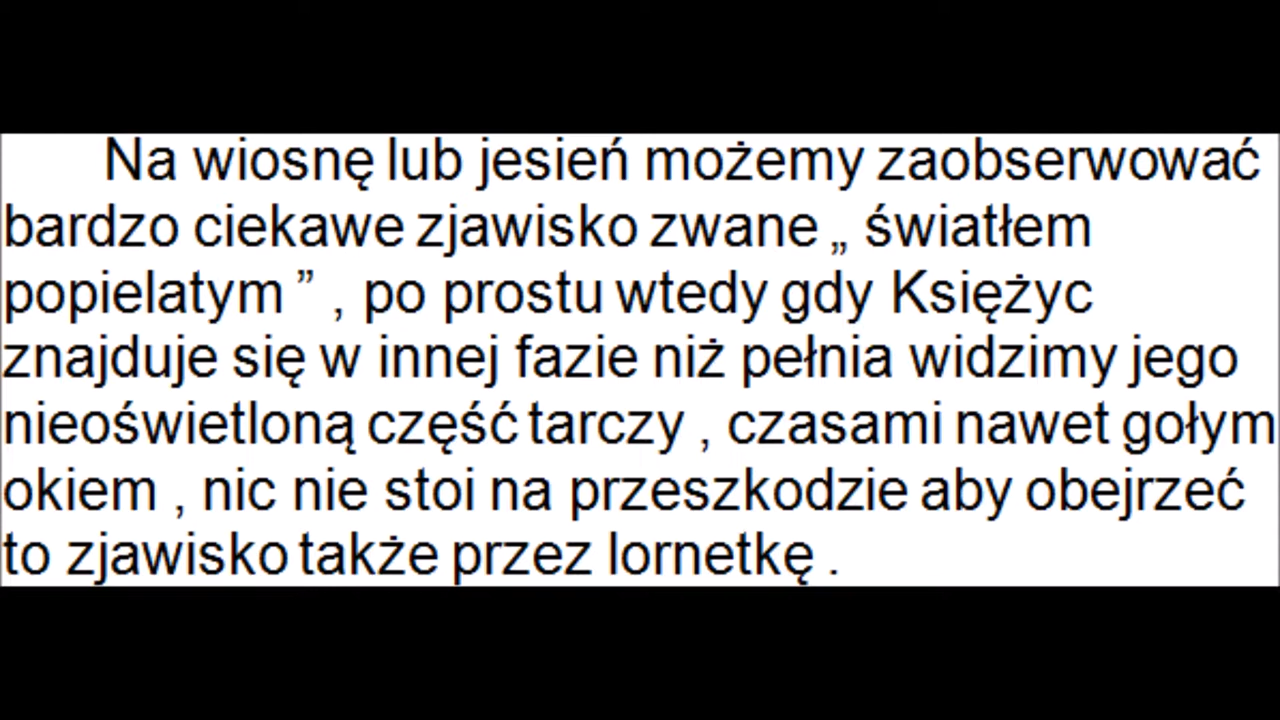 Na wiosnę lub jesień możemy zaobserwować
bardzo ciekawe zjawisko zwane „ światłem
popielatym ” , po prostu wtedy gdy Księżyc
znajduje się w innej fazie niż pełnia widzimy jego
nieoświetloną część tarczy , czasami nawet gołym
okiem , nic nie stoi na przeszkodzie aby obejrzeć
to zjawisko także przez lornetkę .